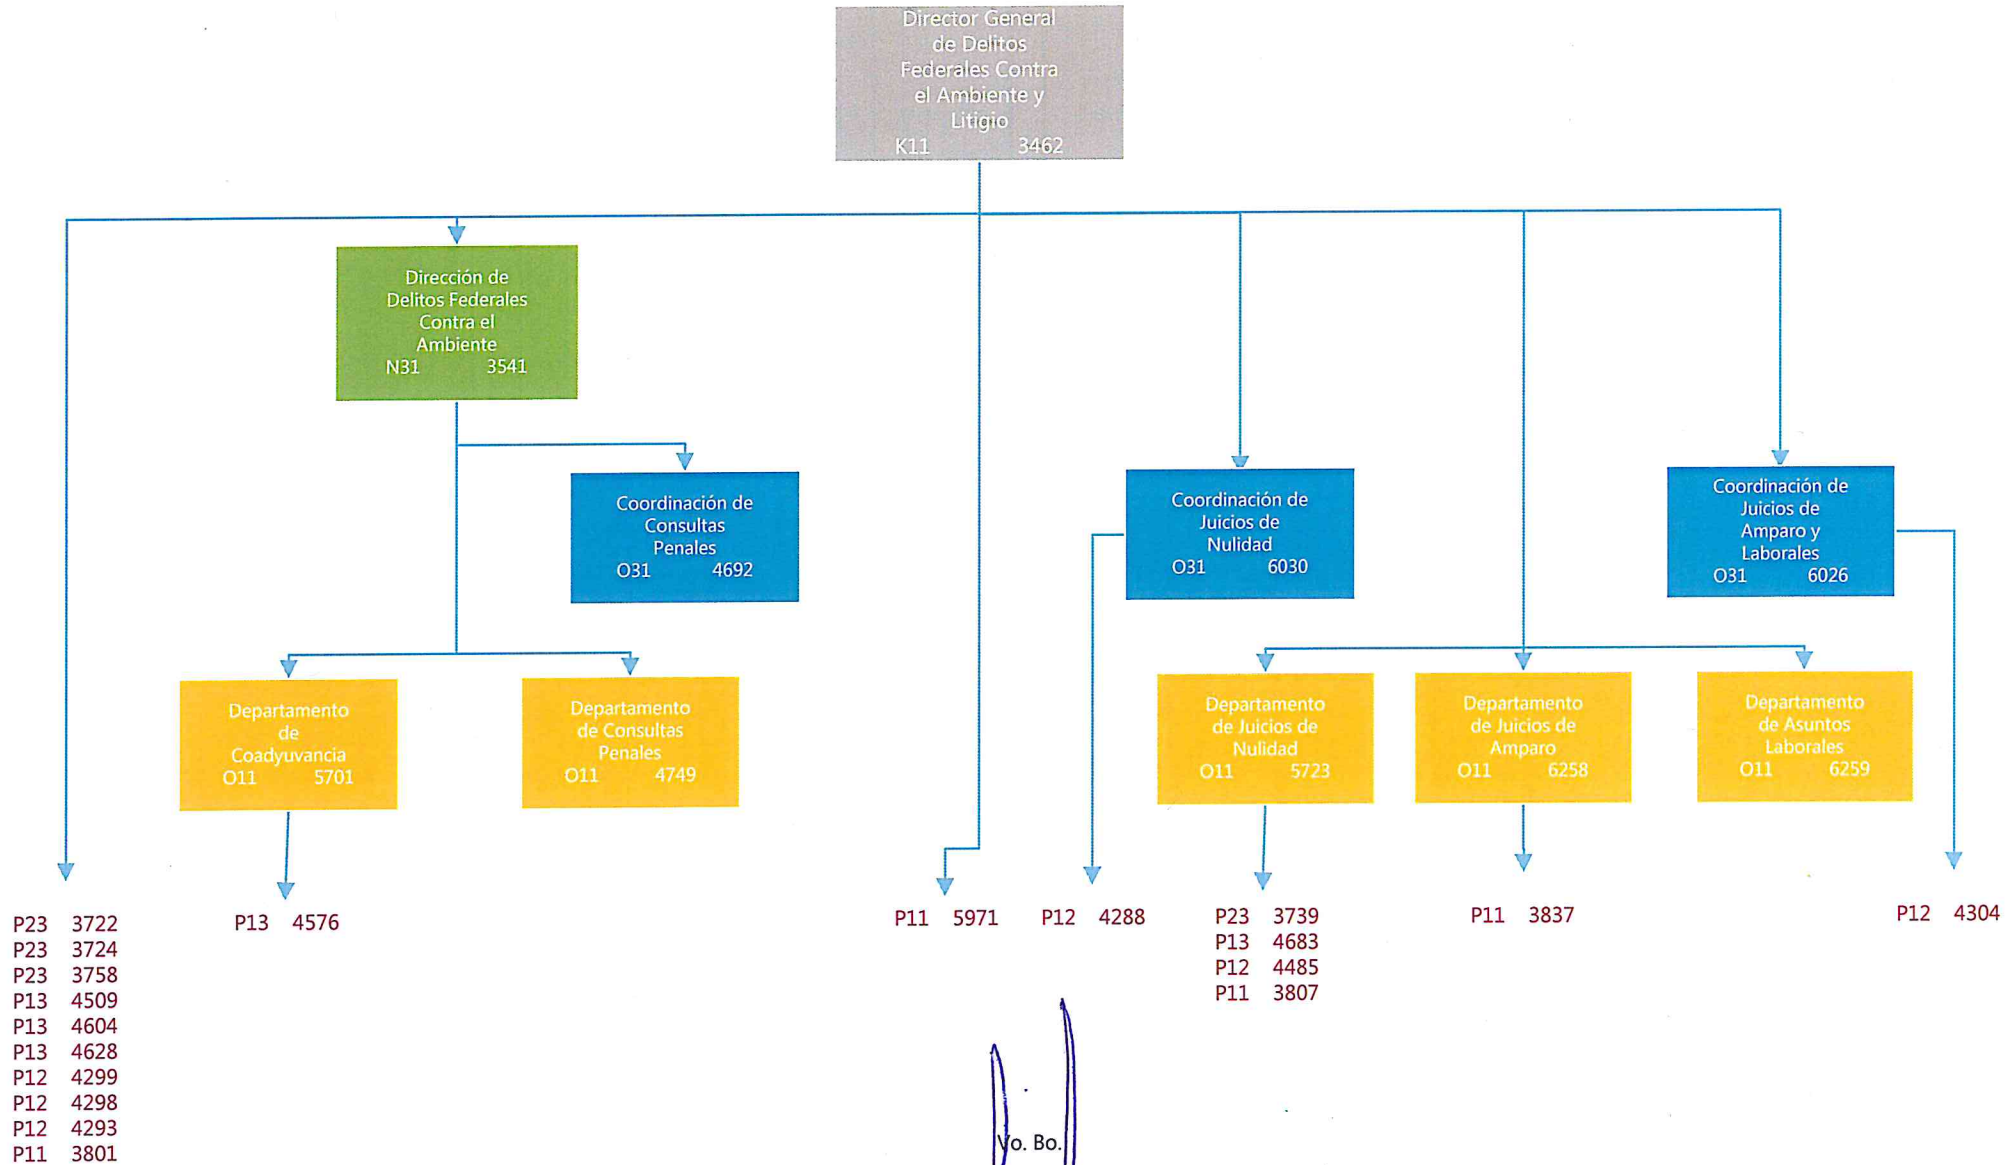 Director General
de Delitos
Federales Contra
el Ambiente y
Litigio
K11 3462
Dirección de
Delitos Federales
Contra el
Ambiente
N31 3541
Coordinación de
Consultas
Penales
O31 4692
Coordinación de
Juicios de
Nulidad
O31 6030
Coordinación de
Juicios de
Amparo y
Laborales
O31 6026
Departamento
de
Coadyuvancia
O11 5701
Departamento
de Consultas
Penales
O11 4749
Departamento
de Juicios de
Nulidad
O11 5723
Departamento
de Juicios de
Amparo
O11 6258
Departamento
de Asuntos
Laborales
O11 6259
P23 3722
P23 3724
P23 3758
P13 4509
P13 4604
P13 4628
P12 4299
P12 4298
P12 4293
P11 3801
P13 4576
P11 5971
P12 4288
P23 3739
P13 4683
P12 4485
P11 3807
P11 3837
P12 4304
Vo. Bo.